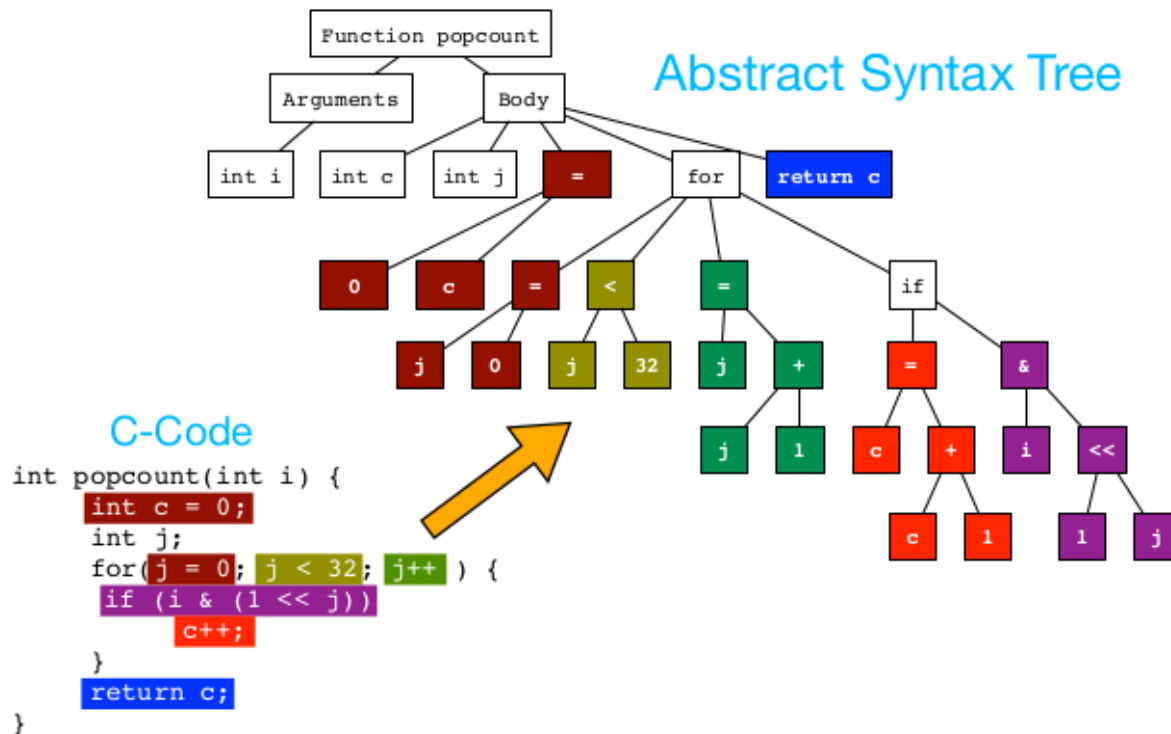 Function popcount
Abstract Syntax Tree
Arguments Body
int i int c int j = for return c
0 c = < = if
j 0 j 32 j + = &
j 1 c + i <<
c 1 1 j
C-Code
int popcount(int i) {
int c = 0;
int j;
for(j = 0; j < 32; j++ ) {
if (i & (1 << j))
c++;
}
return c;
}